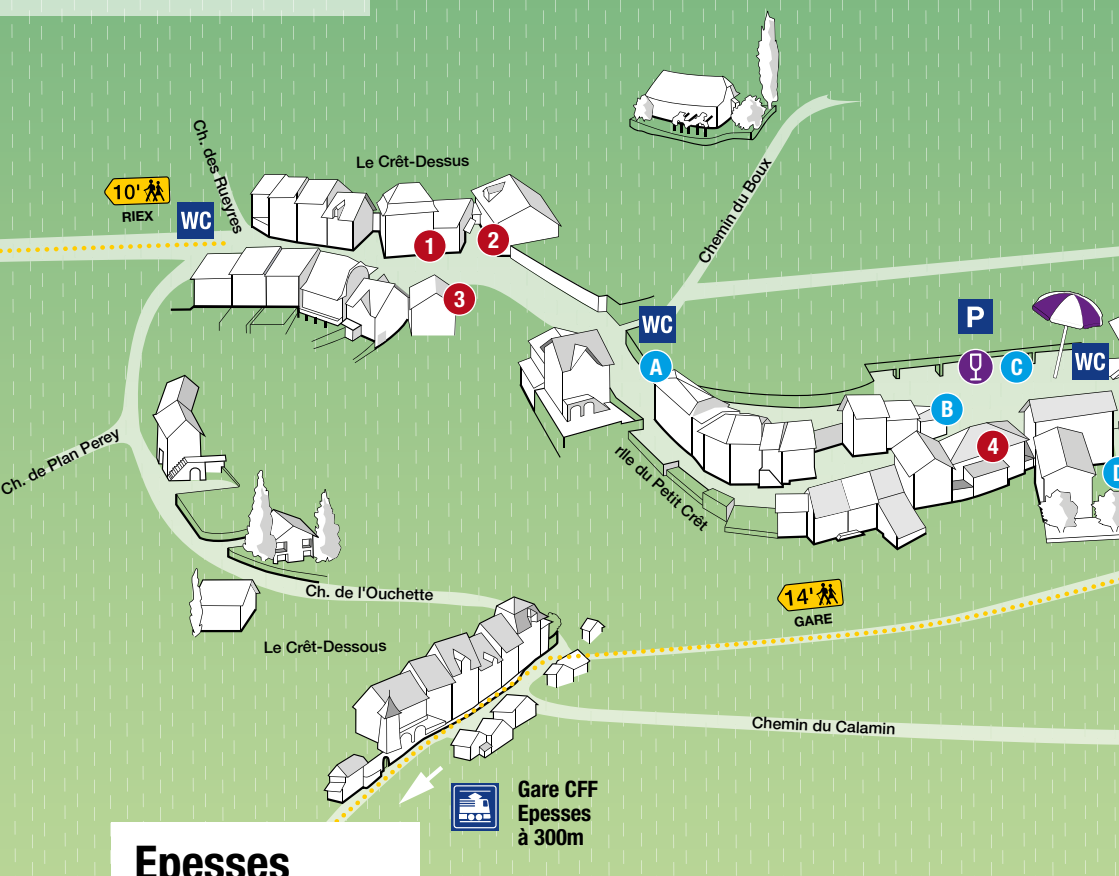 Ch. des Rueyres
Le Crêt-Dessus
10'
RIEX
WC
1
2
3
Chemin du Boux
WC
A
P
C
WC
B
4
D
Ch. de Plan Perey
rlle du Petit Crêt
Ch. de l'Ouchette
14'
GARE
Le Crêt-Dessous
Chemin du Calamin
Gare CFF
Epesses
à 300m
Epesses